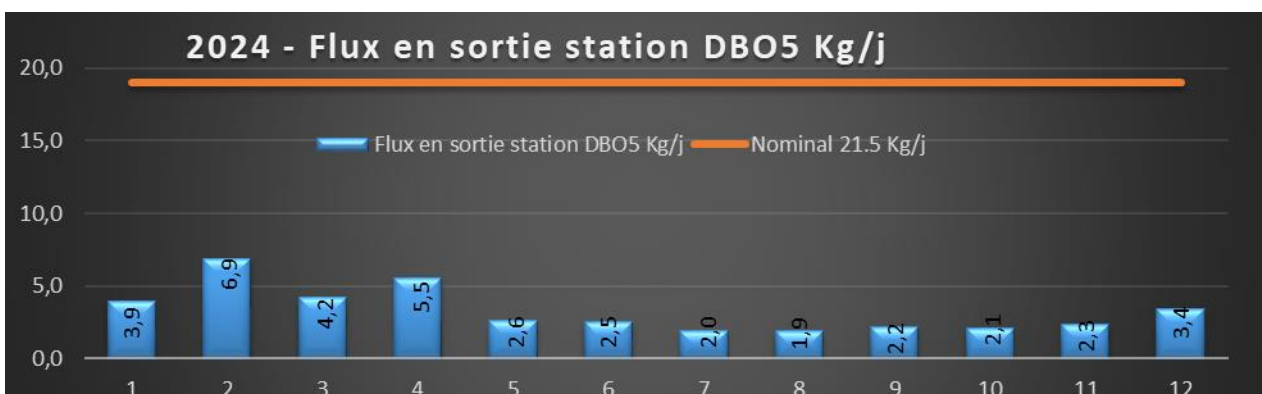 2024 - Flux en sortie station DBO5 Kg/j
20,0
15,0
Flux en sortie station DBO5 Kg/j Nominal 21.5 Kg/j
10,0
5,0
0,0
3,9 6,9 4,2 5,5 2,6 2,5 2,0 1,9 2,2 2,1 2,3 3,4
1 2 3 4 5 6 7 8 9 10 11 12